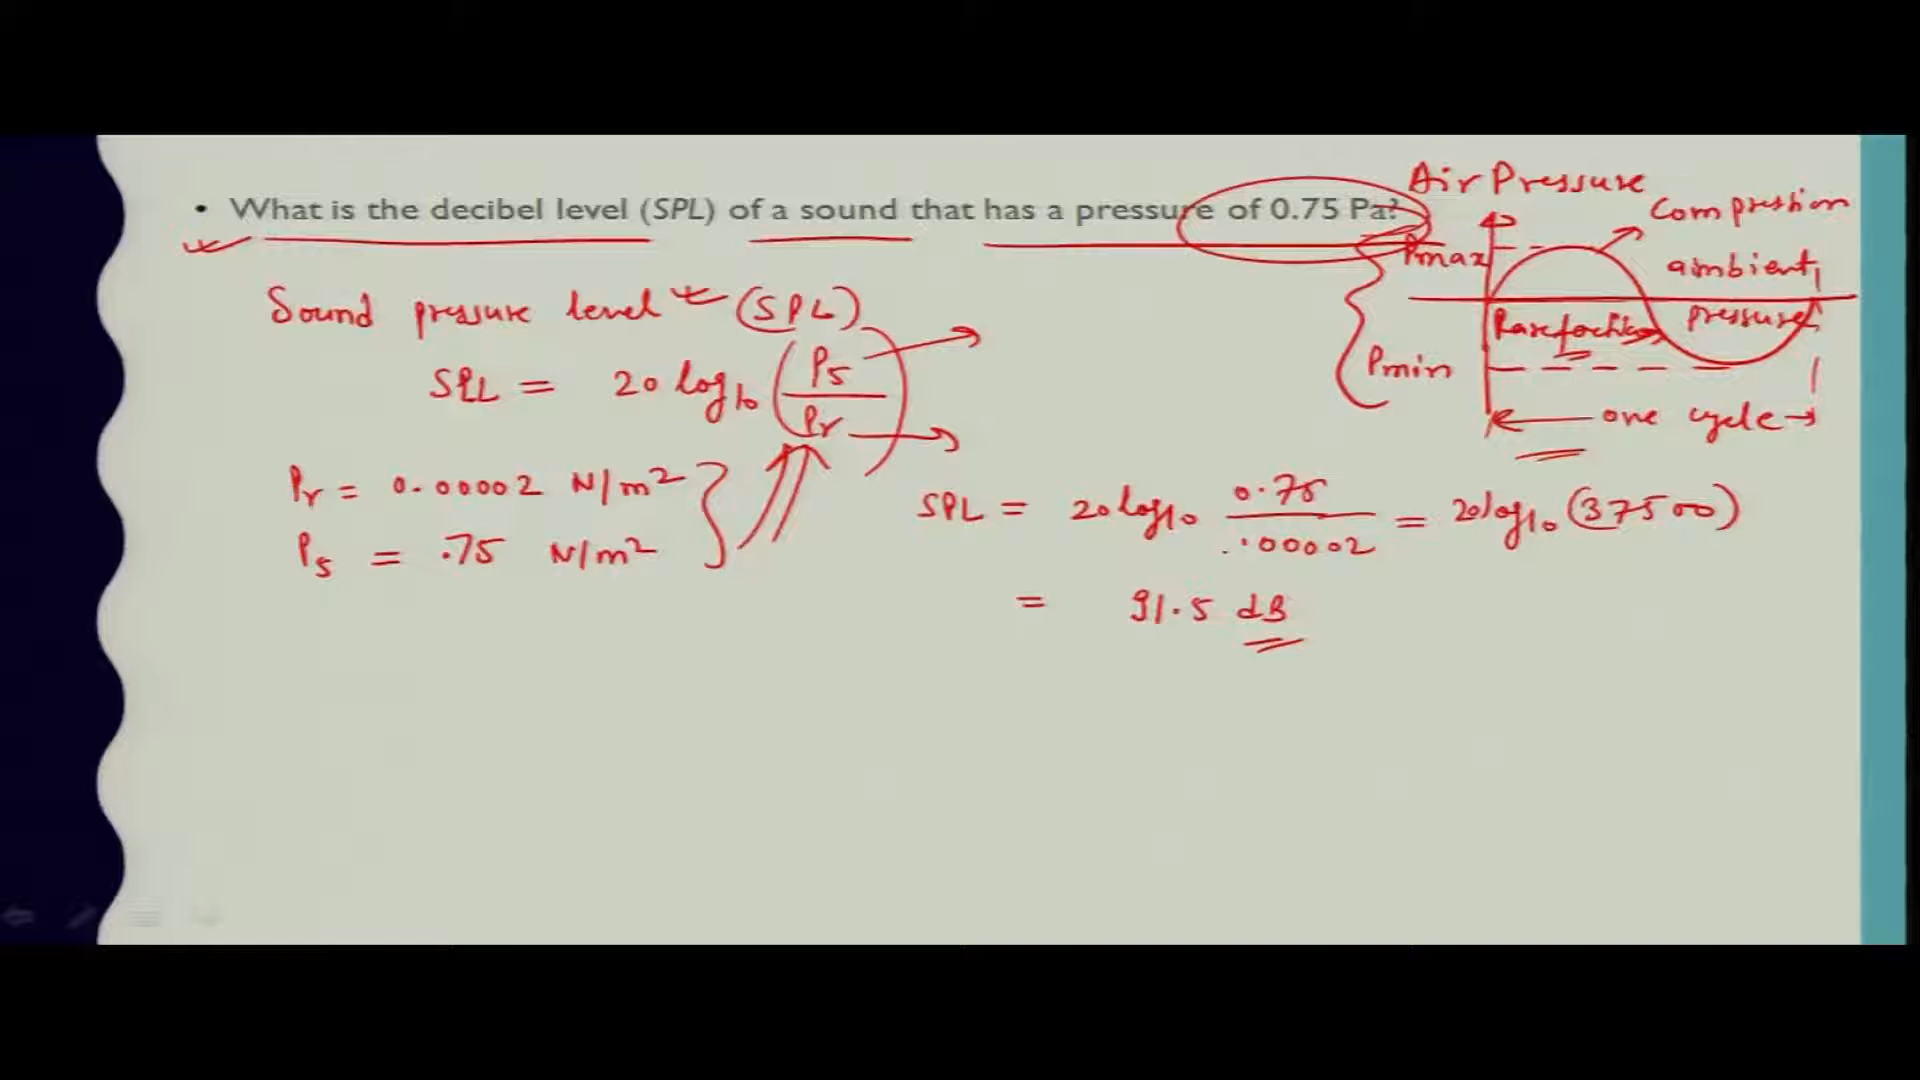 • What is the decibel level (SPL) of a sound that has a pressure of 0.75 Pa?
Air Pressure
Compression
Pmax
ambient
pressure
Rarefaction
Pmin
one cycle
Sound pressure level (SPL)
SPL = 20 log10 (Ps/Pr)
Pr = 0.00002 N/m2
Ps = .75 N/m2
SPL = 20 log10 0.75/.00002 = 20 log10 (37500)
= 91.5 dB